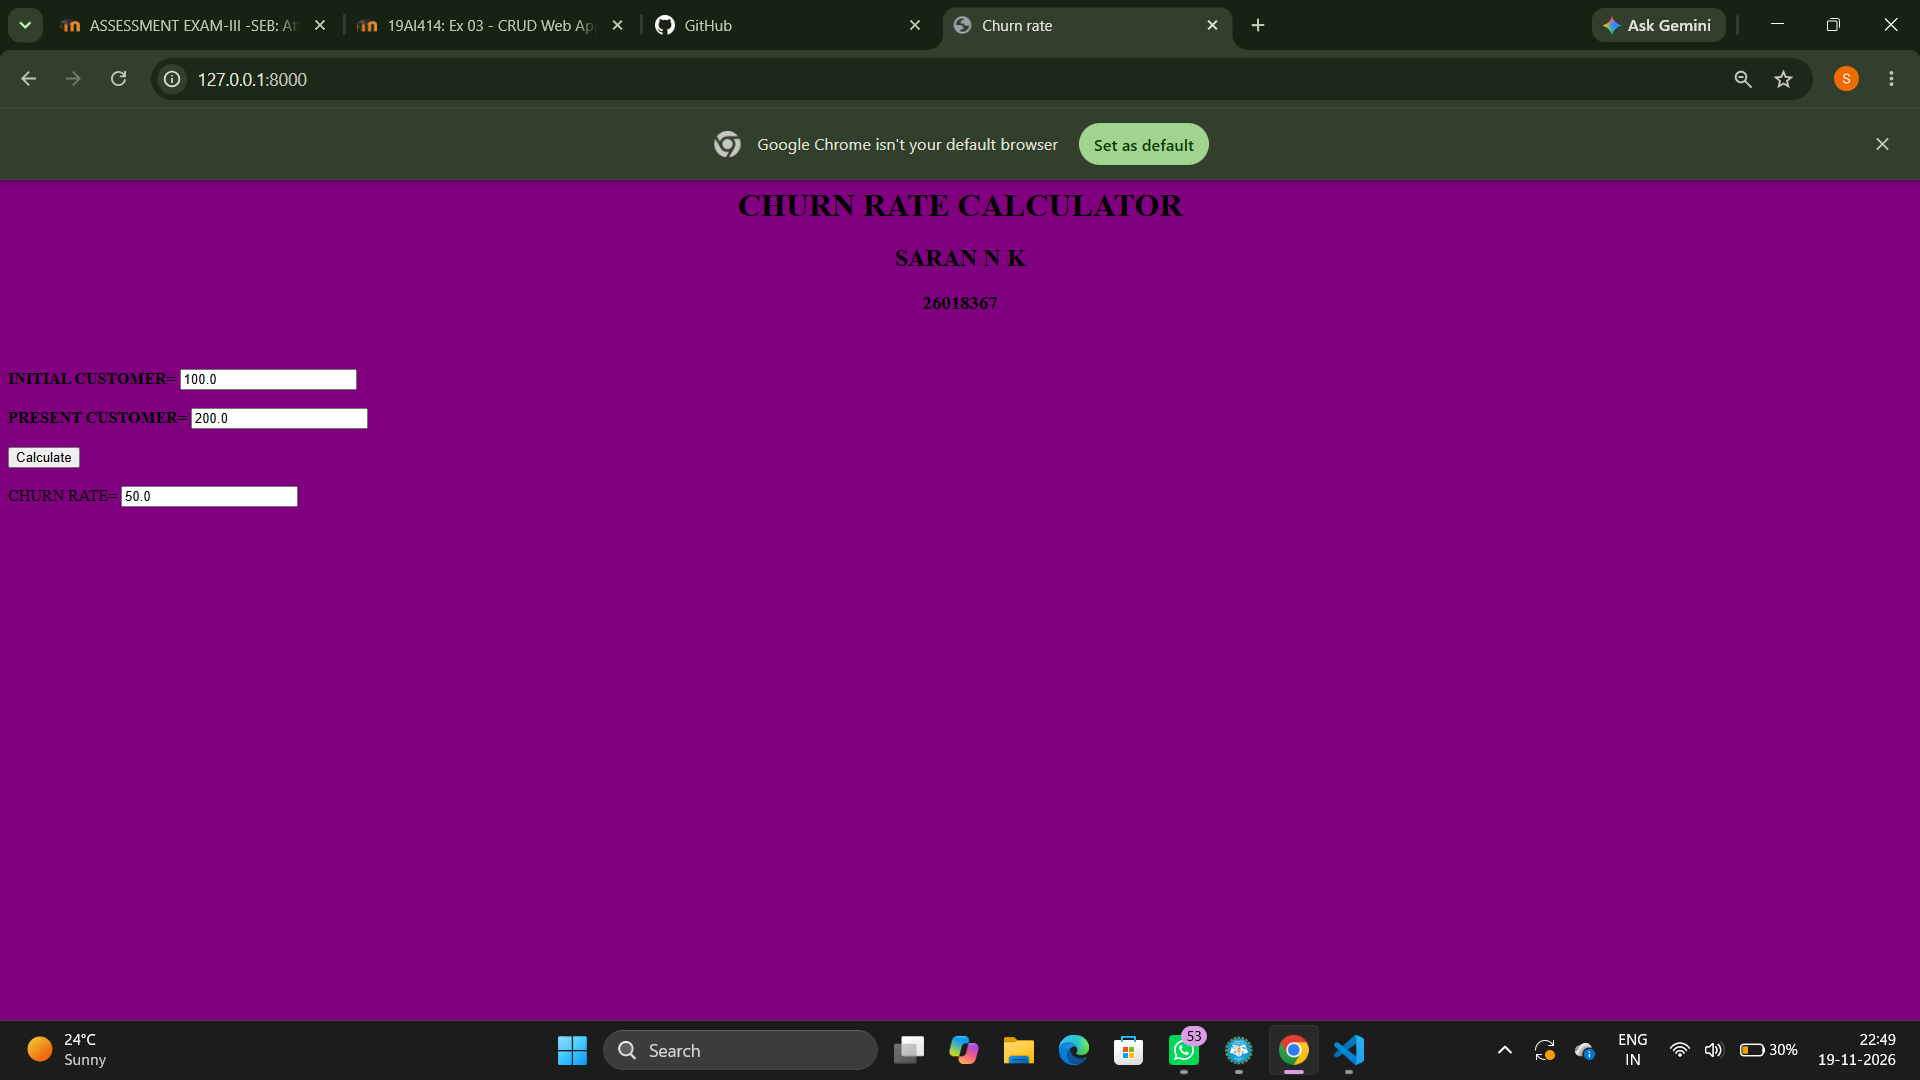 ASSESSMENT EXAM-III -SEB: At
19AI414: Ex 03 - CRUD Web Ap
GitHub
Churn rate
Ask Gemini
127.0.0.1:8000
S
Google Chrome isn't your default browser
Set as default
CHURN RATE CALCULATOR
SARAN N K
26018367
INITIAL CUSTOMER= 100.0
PRESENT CUSTOMER= 200.0
Calculate
CHURN RATE= 50.0
24°C
Sunny
Search
53
ENG
IN
30%
22:49
19-11-2026